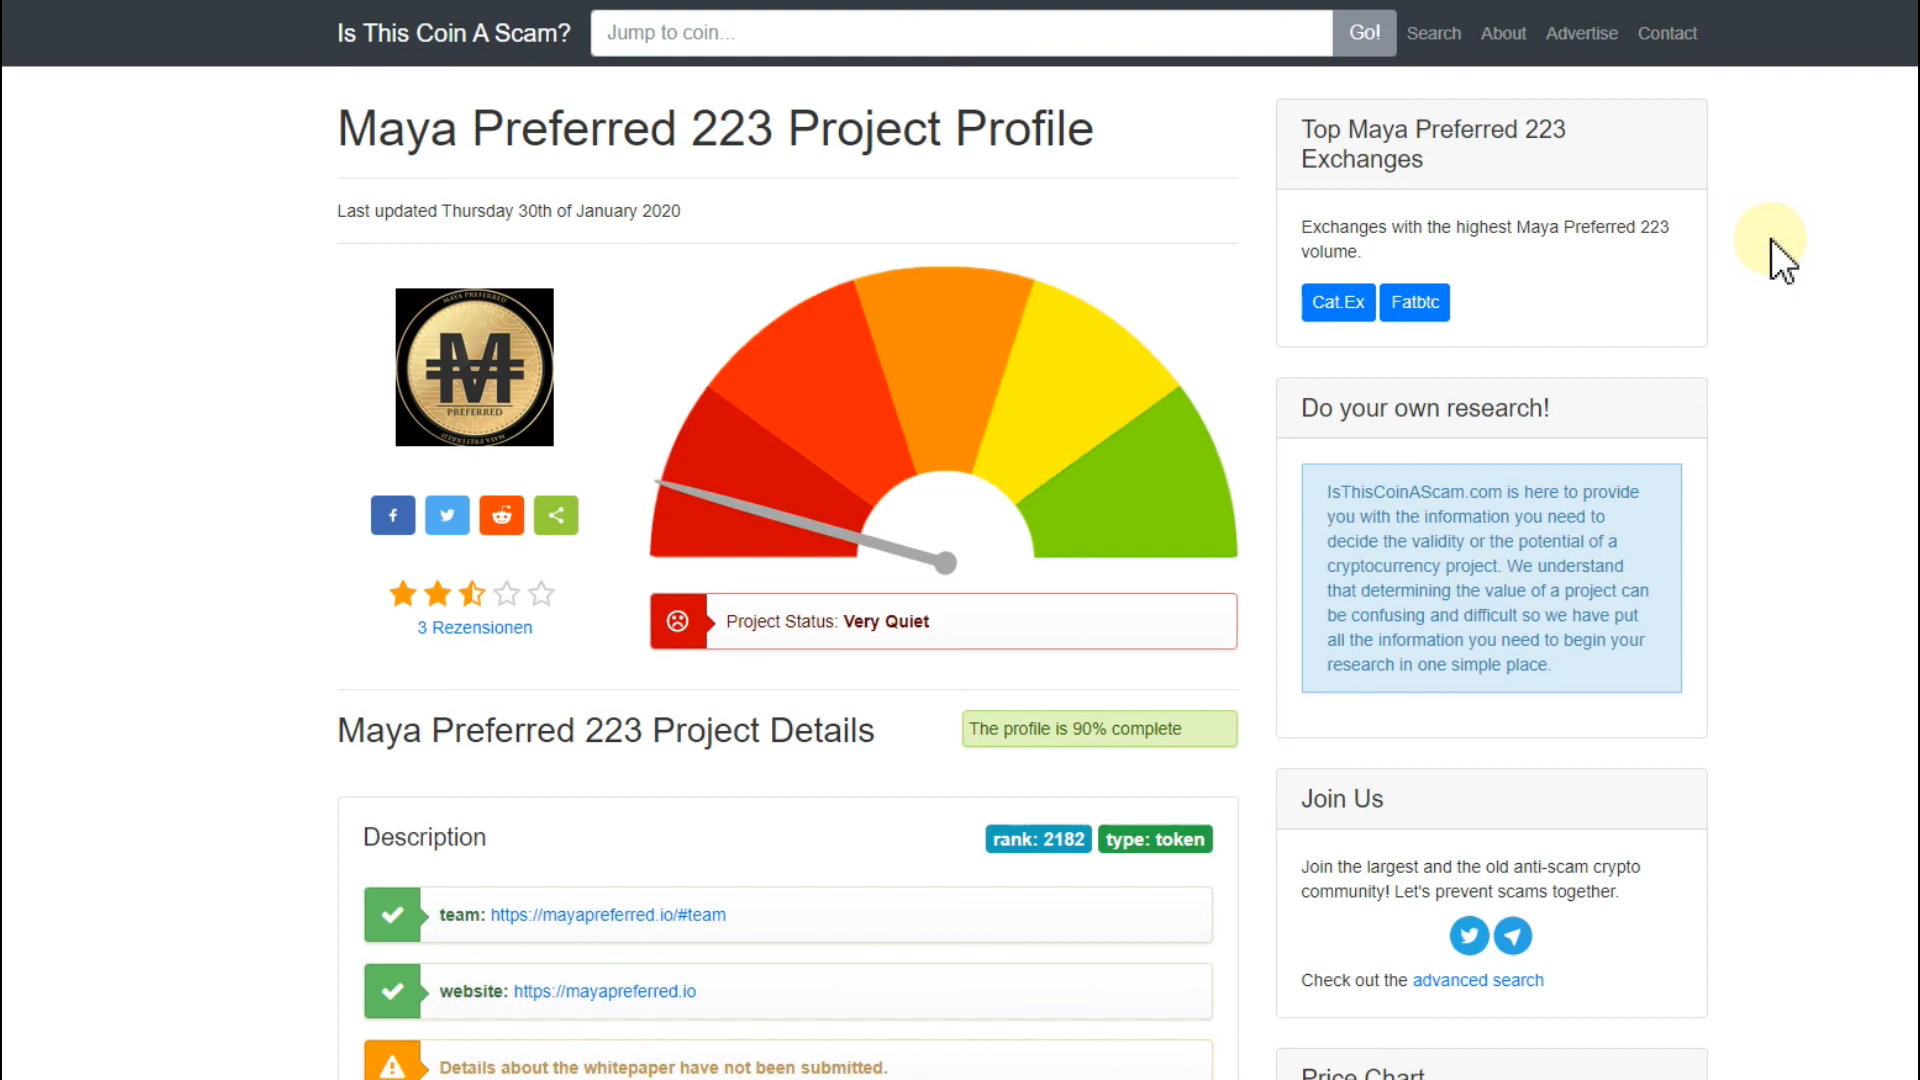 Is This Coin A Scam?
Jump to coin...
Go!
Search
About
Advertise
Contact
Maya Preferred 223 Project Profile
Last updated Thursday 30th of January 2020
MAYA PREFERRED
M
PREFERRED
MAYA PREFERRED
3 Rezensionen
Project Status: Very Quiet
Maya Preferred 223 Project Details
The profile is 90% complete
Description
rank: 2182
type: token
team: https://mayapreferred.io/#team
website: https://mayapreferred.io
Details about the whitepaper have not been submitted.
Top Maya Preferred 223
Exchanges
Exchanges with the highest Maya Preferred 223
volume.
Cat.Ex
Fatbtc
Do your own research!
IsThisCoinAScam.com is here to provide
you with the information you need to
decide the validity or the potential of a
cryptocurrency project. We understand
that determining the value of a project can
be confusing and difficult so we have put
all the information you need to begin your
research in one simple place.
Join Us
Join the largest and the old anti-scam crypto
community! Let's prevent scams together.
Check out the advanced search
Price Chart